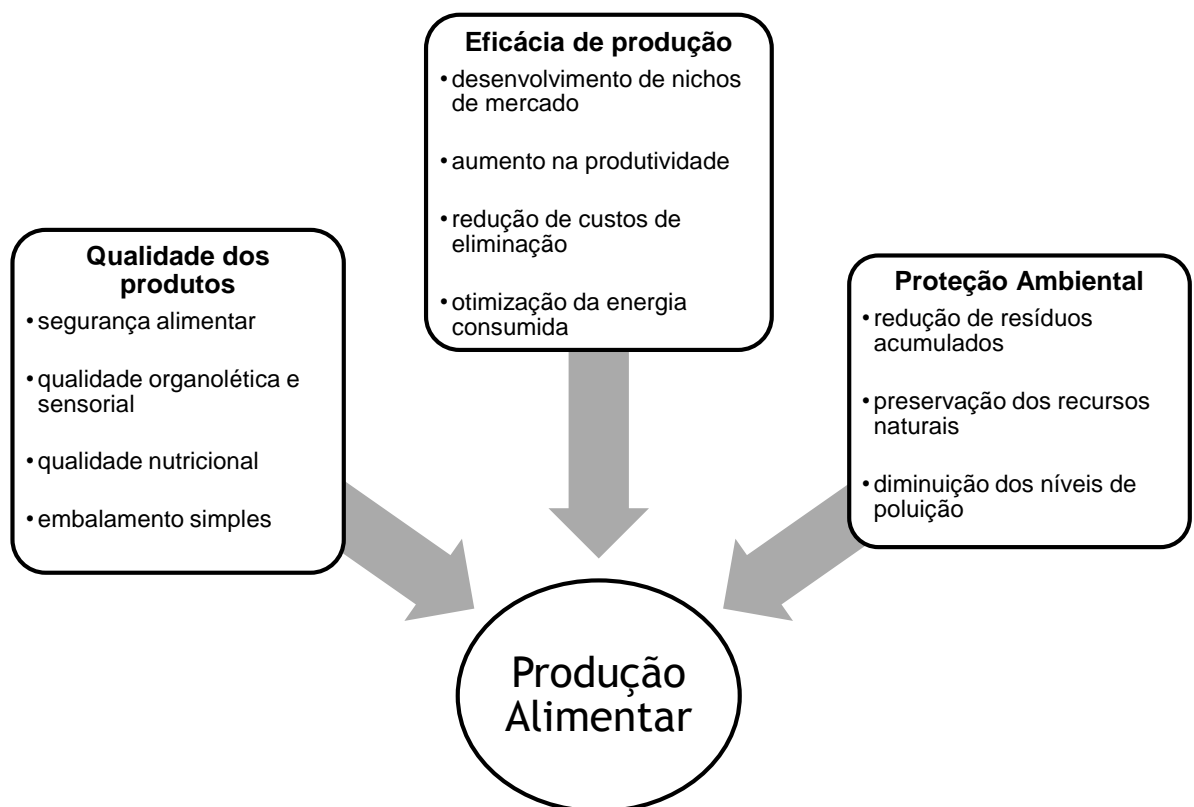 Eficácia de produção
• desenvolvimento de nichos
de mercado
• aumento na produtividade
• redução de custos de
eliminação
• otimização da energia
consumida
Qualidade dos
produtos
• segurança alimentar
• qualidade organolética e
sensorial
• qualidade nutricional
• embalamento simples
Proteção Ambiental
• redução de resíduos
acumulados
• preservação dos recursos
naturais
• diminuição dos níveis de
poluição
Produção
Alimentar